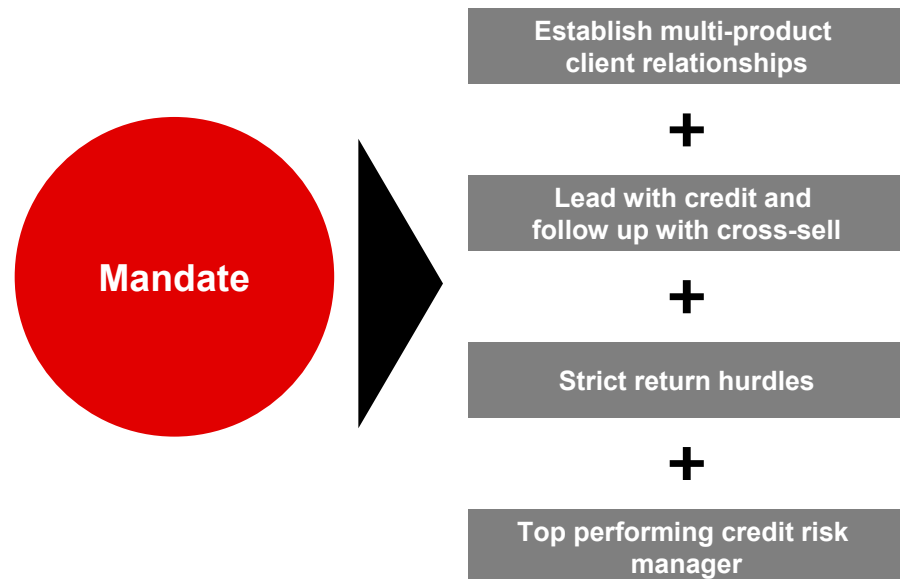 Establish multi-product
client relationships
+
Lead with credit and
follow up with cross-sell
Mandate
+
Strict return hurdles
+
Top performing credit risk
manager